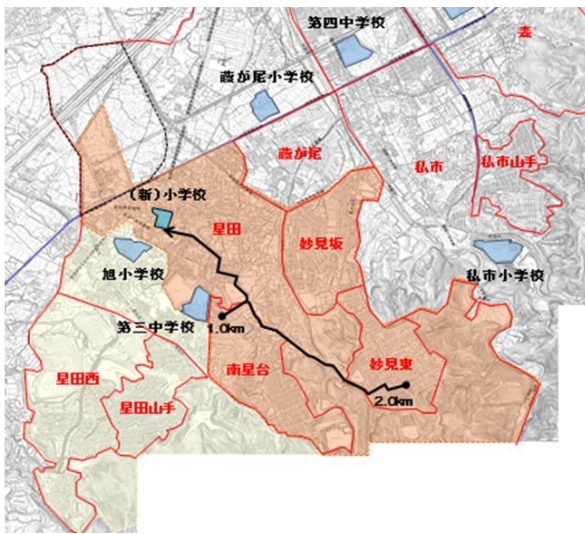 第四中学校
藤が尾小学校
森
藤が尾
私市
私市山手
(新)小学校
星田
妙見坂
旭小学校
私市小学校
第三中学校
1.0km
星田西
南星台
妙見東
星田山手
2.0km